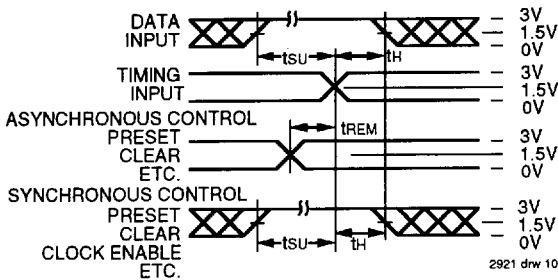 DATA
INPUT
3V
1.5V
0V
tSU
tH
TIMING
INPUT
3V
1.5V
0V
ASYNCHRONOUS CONTROL
PRESET
CLEAR
ETC.
tREM
3V
1.5V
0V
SYNCHRONOUS CONTROL
PRESET
CLEAR
CLOCK ENABLE
ETC.
tSU
tH
3V
1.5V
0V
2921 drw 10